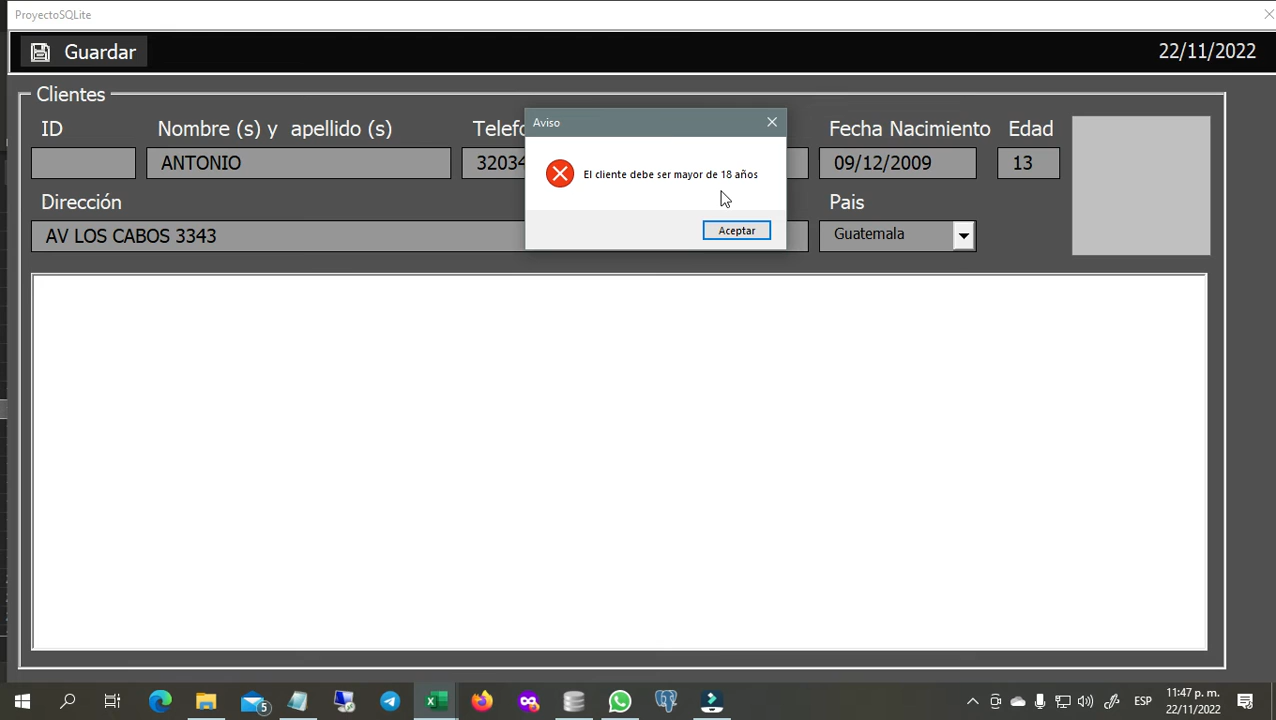 ProyectoSQLite
Guardar
22/11/2022
Clientes
ID
Nombre (s) y apellido (s)
Telefo
Fecha Nacimiento
Edad
ANTONIO
32034
09/12/2009
13
Aviso
El cliente debe ser mayor de 18 años
Aceptar
Dirección
Pais
AV LOS CABOS 3343
Guatemala
5
ESP
11:47 p. m.
22/11/2022